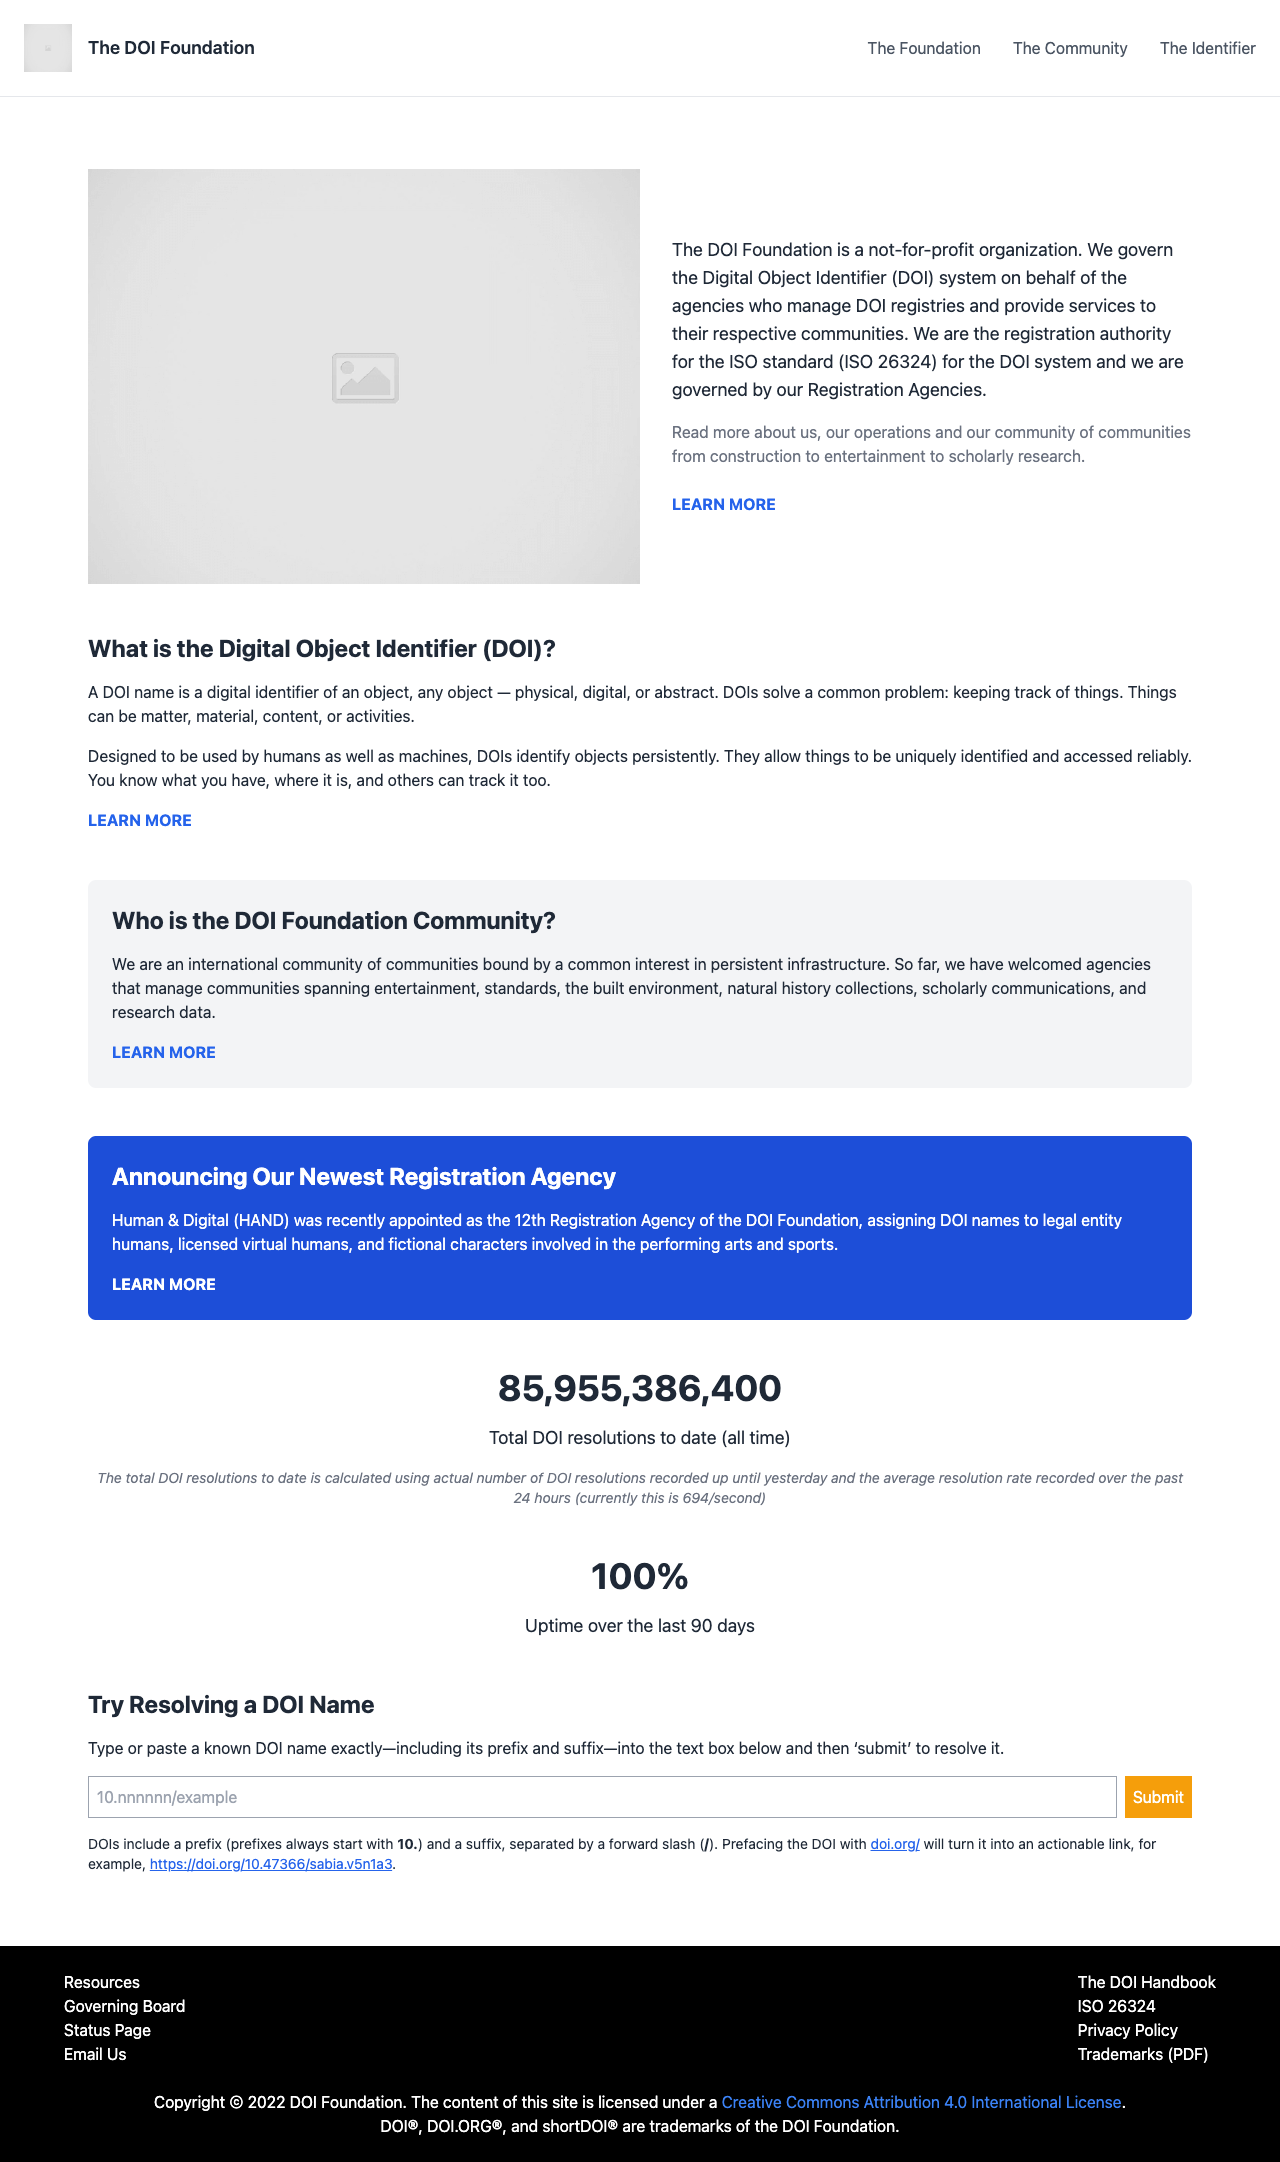 The DOI Foundation
The Foundation
The Community
The Identifier
The DOI Foundation is a not-for-profit organization. We govern
the Digital Object Identifier (DOI) system on behalf of the
agencies who manage DOI registries and provide services to
their respective communities. We are the registration authority
for the ISO standard (ISO 26324) for the DOI system and we are
governed by our Registration Agencies.
Read more about us, our operations and our community of communities
from construction to entertainment to scholarly research.
LEARN MORE
What is the Digital Object Identifier (DOI)?
A DOI name is a digital identifier of an object, any object — physical, digital, or abstract. DOIs solve a common problem: keeping track of things. Things
can be matter, material, content, or activities.
Designed to be used by humans as well as machines, DOIs identify objects persistently. They allow things to be uniquely identified and accessed reliably.
You know what you have, where it is, and others can track it too.
LEARN MORE
Who is the DOI Foundation Community?
We are an international community of communities bound by a common interest in persistent infrastructure. So far, we have welcomed agencies
that manage communities spanning entertainment, standards, the built environment, natural history collections, scholarly communications, and
research data.
LEARN MORE
Announcing Our Newest Registration Agency
Human & Digital (HAND) was recently appointed as the 12th Registration Agency of the DOI Foundation, assigning DOI names to legal entity
humans, licensed virtual humans, and fictional characters involved in the performing arts and sports.
LEARN MORE
85,955,386,400
Total DOI resolutions to date (all time)
The total DOI resolutions to date is calculated using actual number of DOI resolutions recorded up until yesterday and the average resolution rate recorded over the past
24 hours (currently this is 694/second)
100%
Uptime over the last 90 days
Try Resolving a DOI Name
Type or paste a known DOI name exactly—including its prefix and suffix—into the text box below and then ‘submit’ to resolve it.
10.nnnnnn/example
Submit
DOIs include a prefix (prefixes always start with 10.) and a suffix, separated by a forward slash (/). Prefacing the DOI with doi.org/ will turn it into an actionable link, for
example, https://doi.org/10.47366/sabia.v5n1a3.
Resources
Governing Board
Status Page
Email Us
The DOI Handbook
ISO 26324
Privacy Policy
Trademarks (PDF)
Copyright © 2022 DOI Foundation. The content of this site is licensed under a Creative Commons Attribution 4.0 International License.
DOI®, DOI.ORG®, and shortDOI® are trademarks of the DOI Foundation.